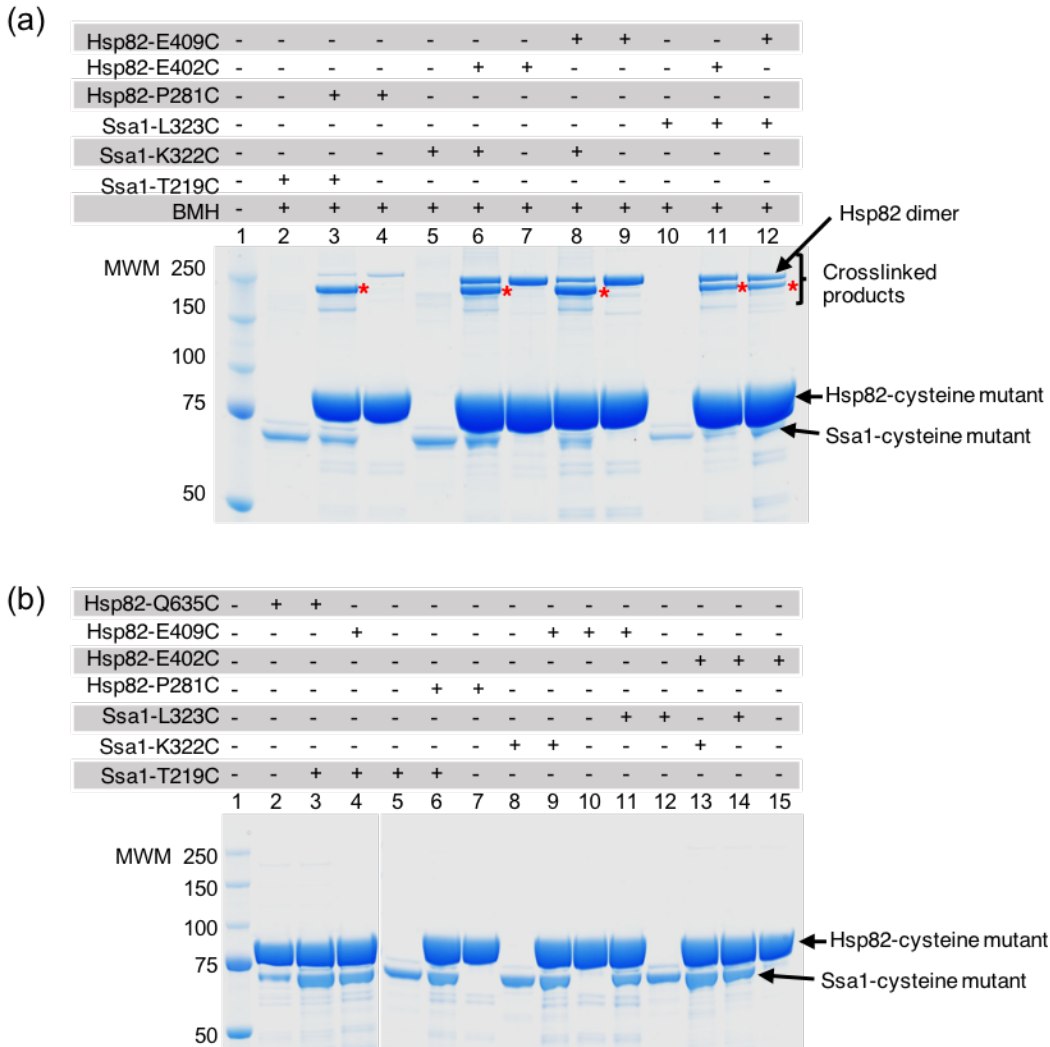 (a)
Hsp82-E409C - - - - - - - + + - - +
Hsp82-E402C - - - - - + + - - - + -
Hsp82-P281C - - + + - - - - - - - -
Ssa1-L323C - - - - - - - - - + + +
Ssa1-K322C - - - - + + - + - - - -
Ssa1-T219C - + + - - - - - - - - -
BMH - + + + + + + + + + + +
1 2 3 4 5 6 7 8 9 10 11 12
Hsp82 dimer
MWM 250
Crosslinked
products
* * * * *
150
100
75
Hsp82-cysteine mutant
Ssa1-cysteine mutant
50
(b)
Hsp82-Q635C - + + - - - - - - - - - - - -
Hsp82-E409C - - - + - - - - + + + - - - -
Hsp82-E402C - - - - - - - - - - - - + + +
Hsp82-P281C - - - - - + + - - - - - - - -
Ssa1-L323C - - - - - - - - - - + + - + -
Ssa1-K322C - - - - - - - + + - - - + - -
Ssa1-T219C - - + + + + - - - - - - - - -
1 2 3 4 5 6 7 8 9 10 11 12 13 14 15
MWM 250
150
100
Hsp82-cysteine mutant
75
Ssa1-cysteine mutant
50